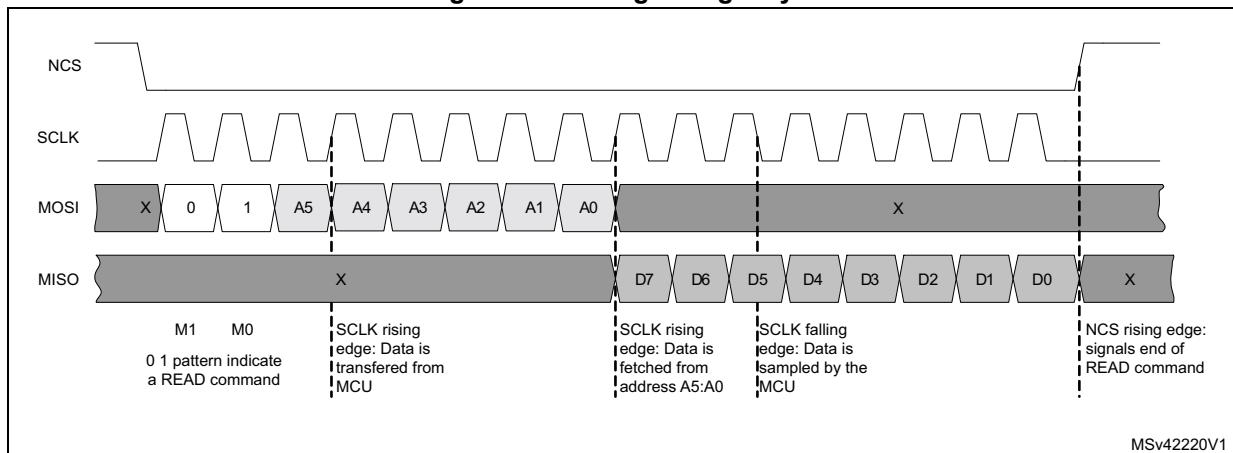 NCS
SCLK
MOSI
X 0 1 A5 A4 A3 A2 A1 A0 X
MISO
X D7 D6 D5 D4 D3 D2 D1 D0 X
M1 M0
0 1 pattern indicate
a READ command
SCLK rising
edge: Data is
transfered from
MCU
SCLK rising
edge: Data is
fetched from
address A5:A0
SCLK falling
edge: Data is
sampled by the
MCU
NCS rising edge:
signals end of
READ command
MSv42220V1